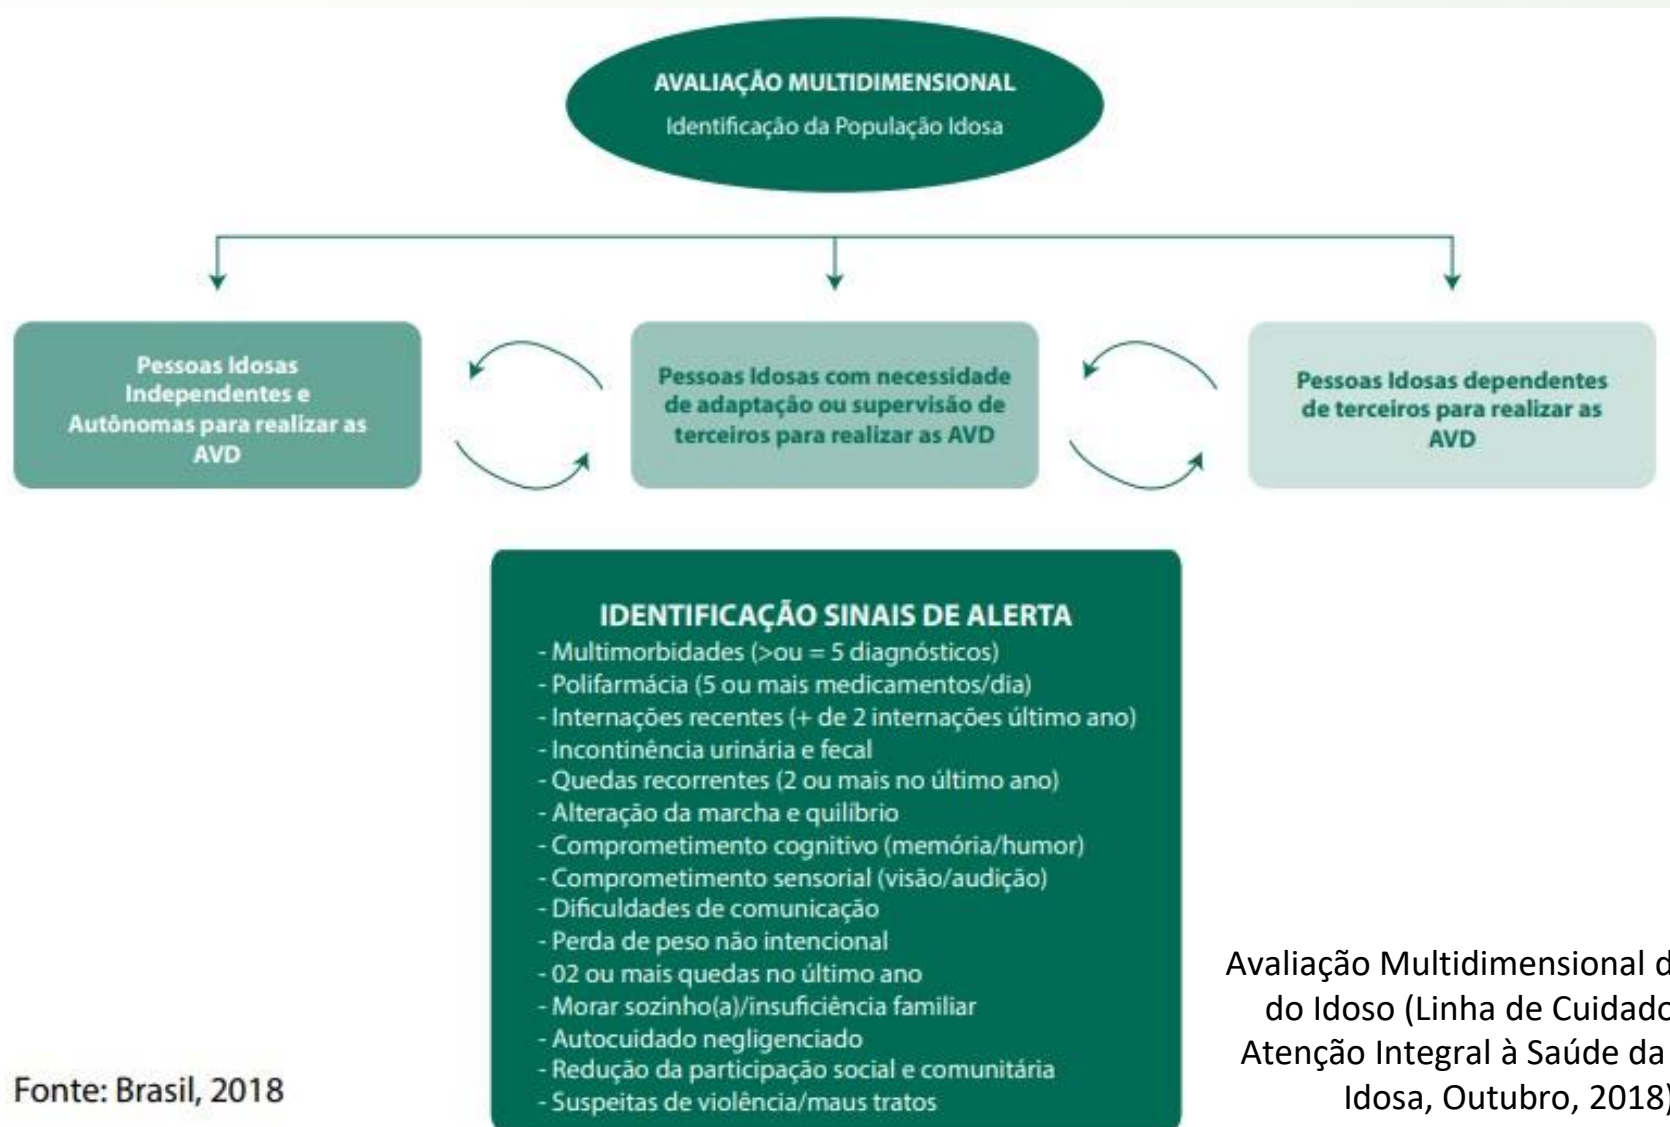 AVALIAÇÃO MULTIDIMENSIONAL
Identificação da População Idosa
Pessoas Idosas
Independentes e
Autônomas para realizar as
AVD
Pessoas Idosas com necessidade
de adaptação ou supervisão de
terceiros para realizar as AVD
Pessoas Idosas dependentes
de terceiros para realizar as
AVD
IDENTIFICAÇÃO SINAIS DE ALERTA
- Multimorbidades (>ou = 5 diagnósticos)
- Polifarmácia (5 ou mais medicamentos/dia)
- Internações recentes (+ de 2 internações último ano)
- Incontinência urinária e fecal
- Quedas recorrentes (2 ou mais no último ano)
- Alteração da marcha e quilíbrio
- Comprometimento cognitivo (memória/humor)
- Comprometimento sensorial (visão/audição)
- Dificuldades de comunicação
- Perda de peso não intencional
- 02 ou mais quedas no último ano
- Morar sozinho(a)/insuficiência familiar
- Autocuidado negligenciado
- Redução da participação social e comunitária
- Suspeitas de violência/maus tratos
Fonte: Brasil, 2018
Avaliação Multidimensional
do Idoso (Linha de Cuidado
Atenção Integral à Saúde da
Idosa, Outubro, 2018)